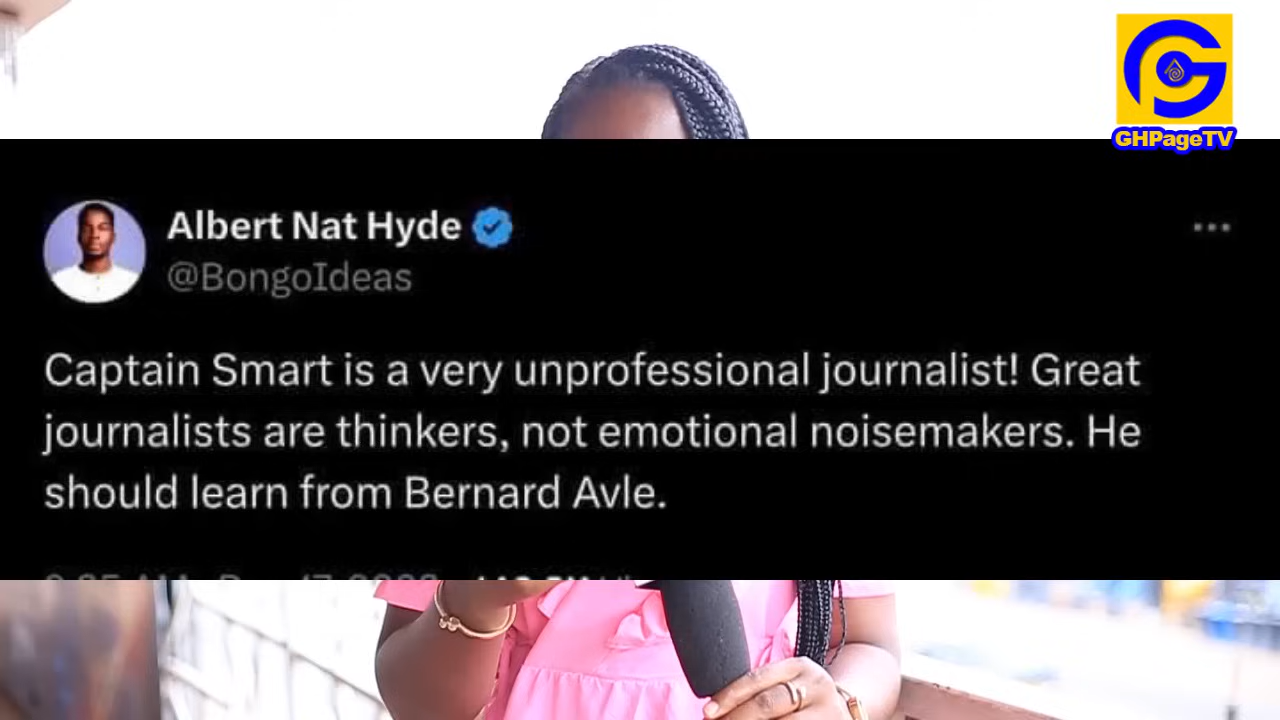 GHPageTV
Albert Nat Hyde
@BongoIdeas
Captain Smart is a very unprofessional journalist! Great
journalists are thinkers, not emotional noisemakers. He
should learn from Bernard Avle.